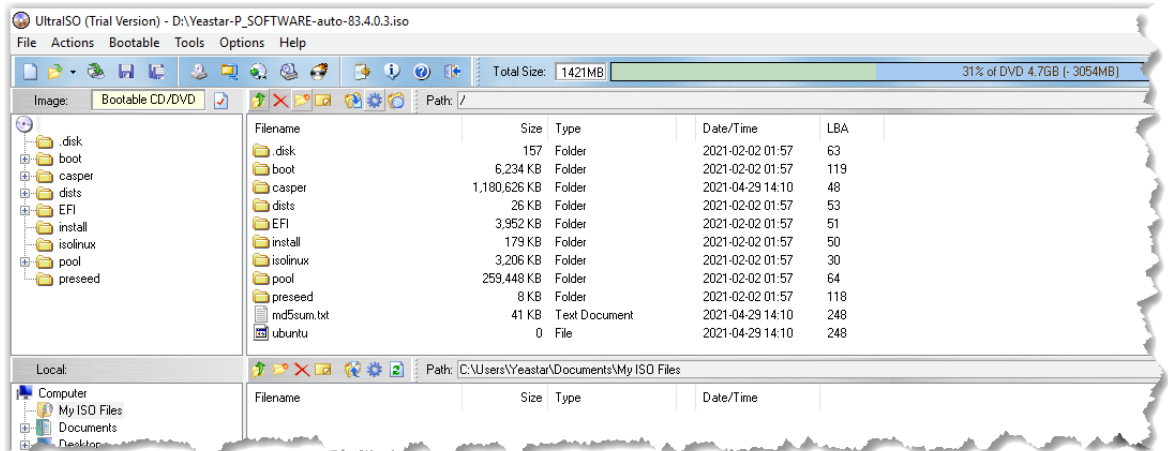 UltraISO (Trial Version) - D:\Yeastar-P_SOFTWARE-auto-83.4.0.3.iso
File Actions Bootable Tools Options Help
Total Size: 1421MB 31% of DVD 4.7GB (- 3054MB)
Image: Bootable CD/DVD Path: /
.disk
boot
casper
dists
EFI
install
isolinux
pool
preseed
Filename Size Type Date/Time LBA
.disk 157 Folder 2021-02-02 01:57 63
boot 6,234 KB Folder 2021-02-02 01:57 119
casper 1,180,626 KB Folder 2021-04-29 14:10 48
dists 26 KB Folder 2021-02-02 01:57 53
EFI 3,952 KB Folder 2021-02-02 01:57 51
install 179 KB Folder 2021-02-02 01:57 50
isolinux 3,206 KB Folder 2021-02-02 01:57 30
pool 259,448 KB Folder 2021-02-02 01:57 64
preseed 8 KB Folder 2021-02-02 01:57 118
md5sum.txt 41 KB Text Document 2021-04-29 14:10 248
ubuntu 0 File 2021-04-29 14:10 248
Local: Path: C:\Users\Yeastar\Documents\My ISO Files
Computer
My ISO Files
Documents
Desktop
Filename Size Type Date/Time